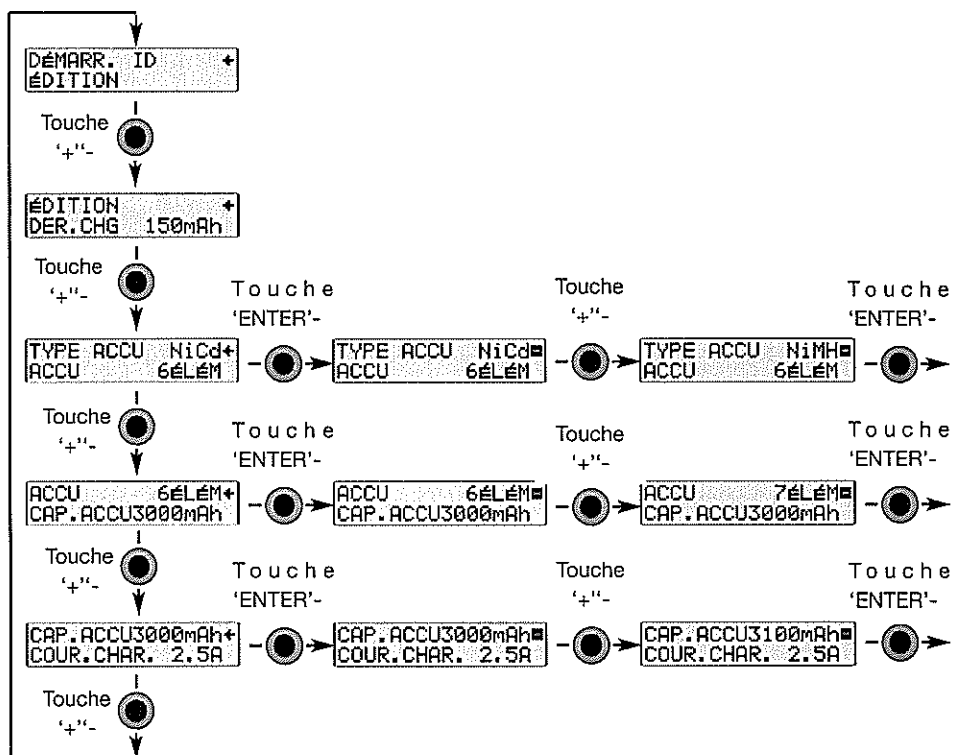 DÉMARR. ID ←
ÉDITION
Touche
‘+“-
ÉDITION ←
DER.CHG 150mAh
Touche
‘+“-
Touche
‘ENTER’-
Touche
‘+“-
Touche
‘ENTER’-
TYPE ACCU NiCd←
ACCU 6ÉLÉM
TYPE ACCU NiCd
ACCU 6ÉLÉM
TYPE ACCU NiMH
ACCU 6ÉLÉM
Touche
‘+“-
Touche
‘ENTER’-
Touche
‘+“-
Touche
‘ENTER’-
ACCU 6ÉLÉM←
CAP.ACCU3000mAh
ACCU 6ÉLÉM
CAP.ACCU3000mAh
ACCU 7ÉLÉM
CAP.ACCU3000mAh
Touche
‘+“-
Touche
‘ENTER’-
Touche
‘+“-
Touche
‘ENTER’-
CAP.ACCU3000mAh←
COUR.CHAR. 2.5A
CAP.ACCU3000mAh
COUR.CHAR. 2.5A
CAP.ACCU3100mAh
COUR.CHAR. 2.5A
Touche
‘+“-